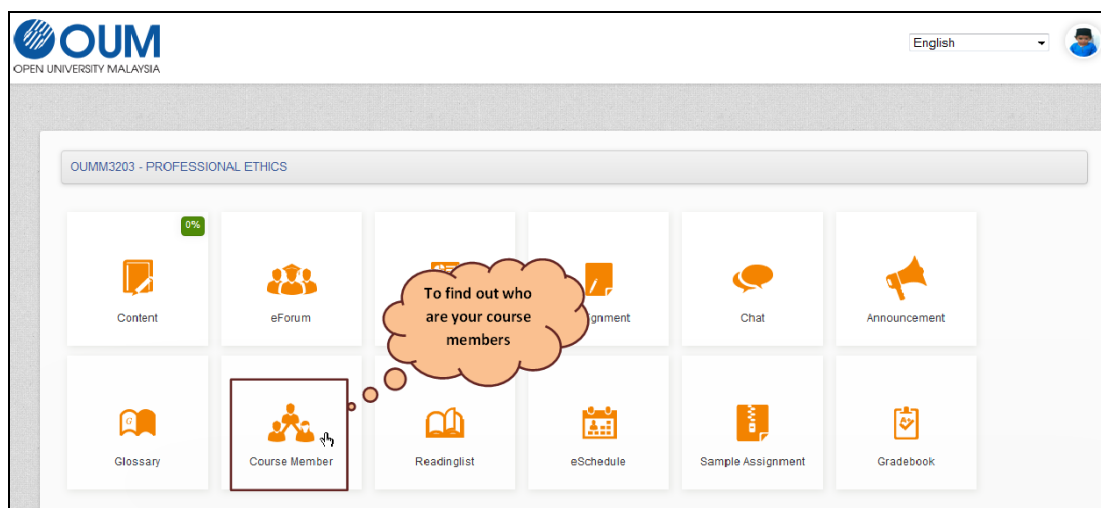 OUM
OPEN UNIVERSITY MALAYSIA
English
OUMM3203 - PROFESSIONAL ETHICS
0%
Content
eForum
gnment
Chat
Announcement
To find out who
are your course
members
G
Glossary
Course Member
Readinglist
eSchedule
Sample Assignment
Gradebook